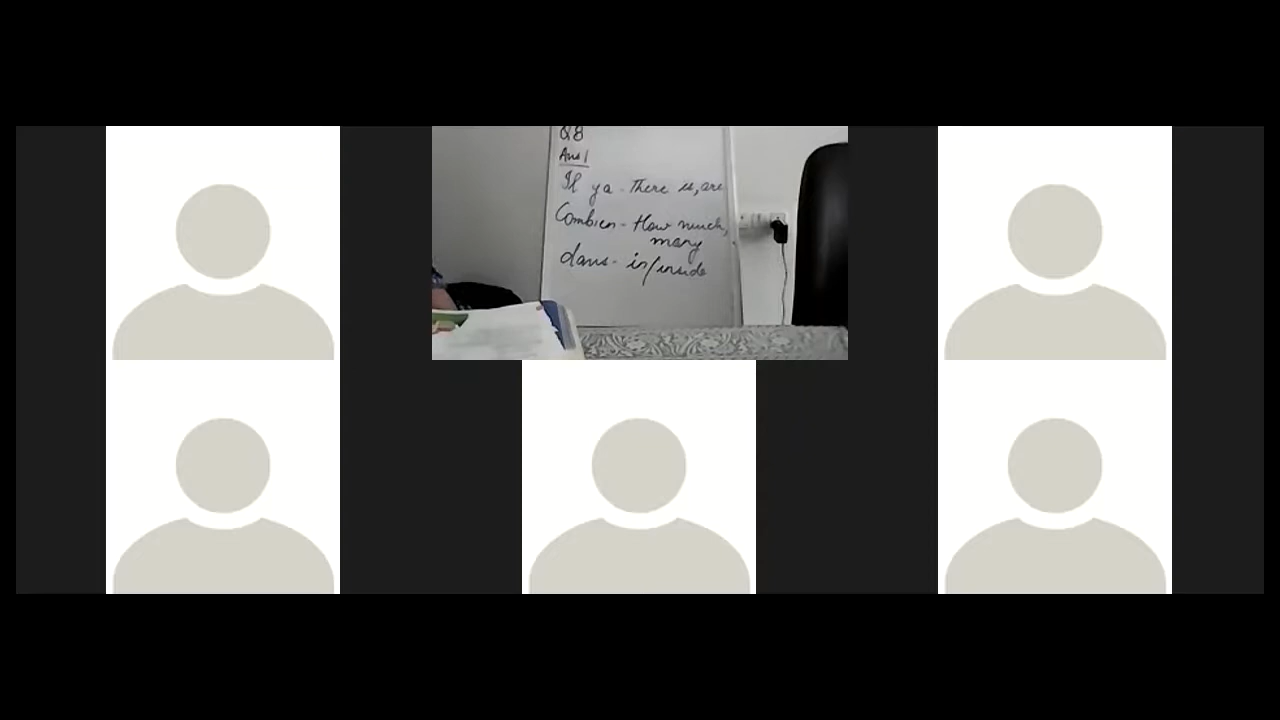 Q8
Ans 1
Il ya - There is, are
Combien - How much,
many
dans - in/inside